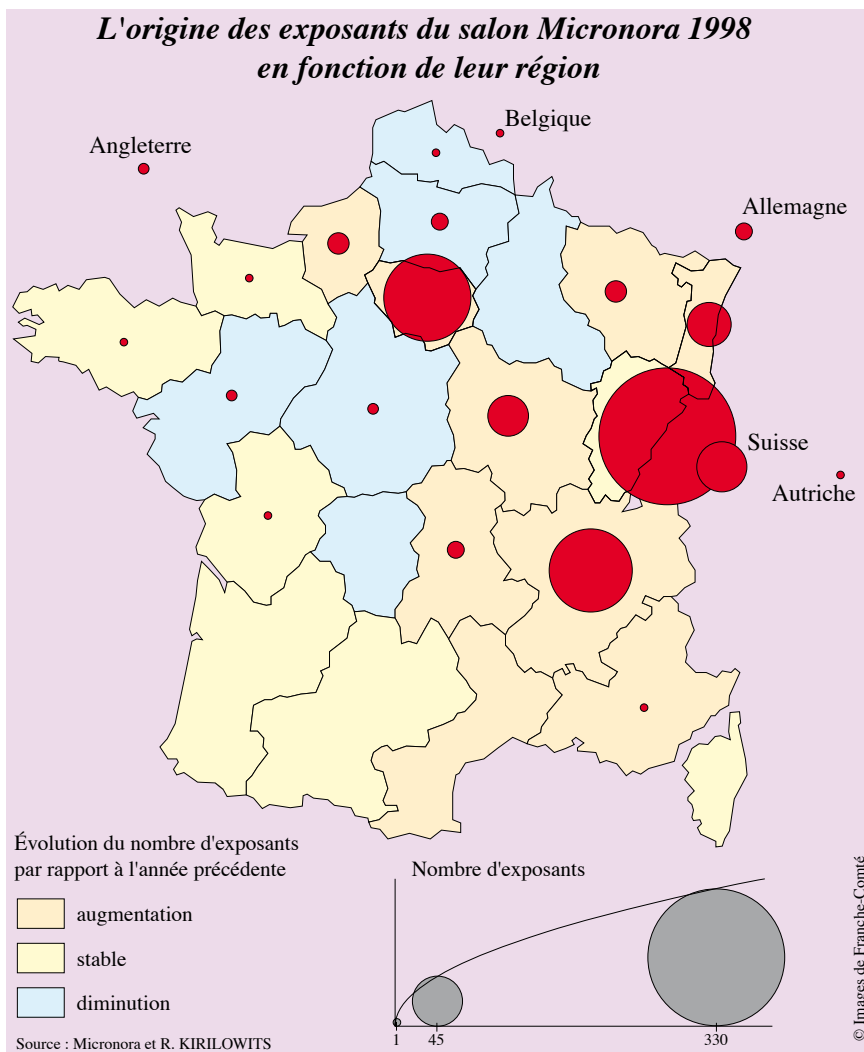 L'origine des exposants du salon Micronora 1998
en fonction de leur région
Belgique
Angleterre
Allemagne
Suisse
Autriche
Évolution du nombre d'exposants
par rapport à l'année précédente
augmentation
stable
diminution
Nombre d'exposants
1 45 330
Source : Micronora et R. KIRILOWITS
© Images de Franche-Comté